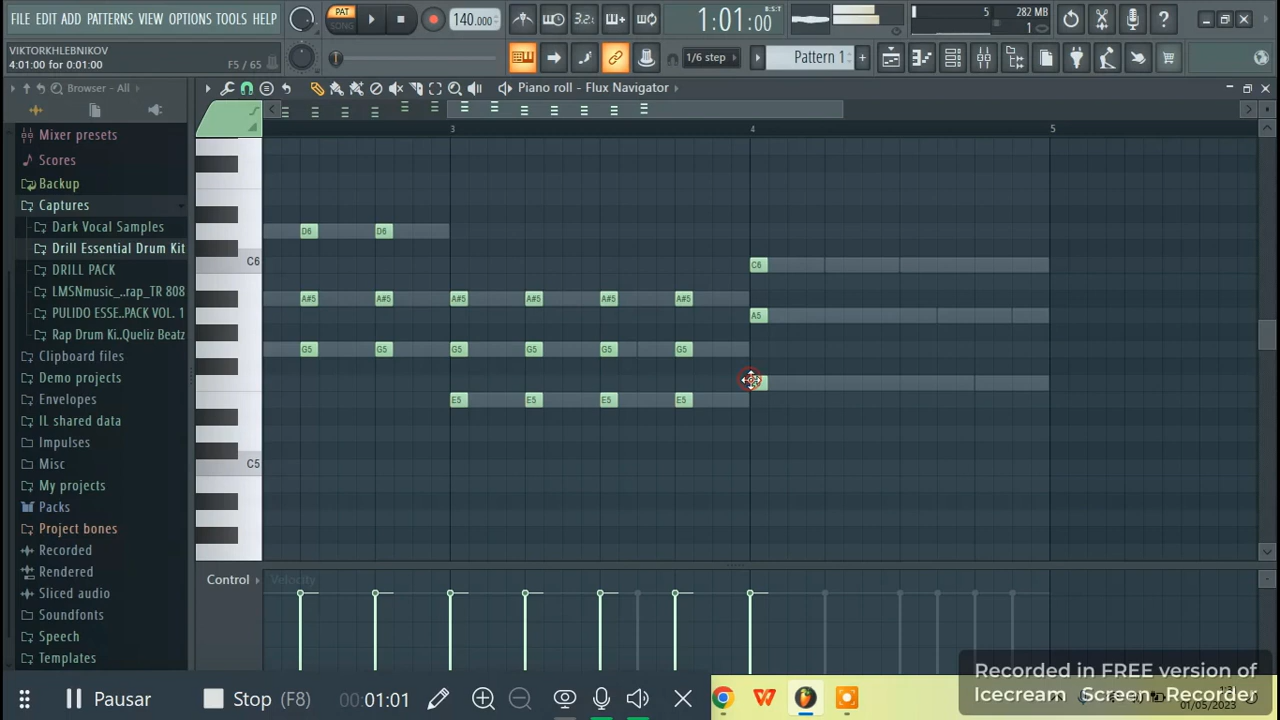 FILE EDIT ADD PATTERNS VIEW OPTIONS TOOLS HELP
PAT
SONG
140.000
3.2
1:01:00
5
282 MB
1
VIKTORKHLEBNIKOV
4:01:00 for 0:01:00
F5 / 65
1/6 step
Pattern 1
Browser - All
Piano roll - Flux Navigator
3
4
5
Mixer presets
Scores
Backup
Captures
Dark Vocal Samples
Drill Essential Drum Kit
DRILL PACK
LMSNmusic_..rap_TR 808
PULIDO ESSE..PACK VOL. 1
Rap Drum Ki..Queliz Beatz
Clipboard files
Demo projects
Envelopes
IL shared data
Impulses
Misc
My projects
Packs
Project bones
Recorded
Rendered
Sliced audio
Soundfonts
Speech
Templates
D6 D6
C6
C6
A#5 A#5 A#5 A#5 A#5 A#5
A5
G5 G5 G5 G5 G5 G5
E5 E5 E5 E5
C5
Control
Velocity
Recorded in FREE version of
Icecream Screen Recorder
Pausar
Stop (F8)
00:01:01
01/05/2023